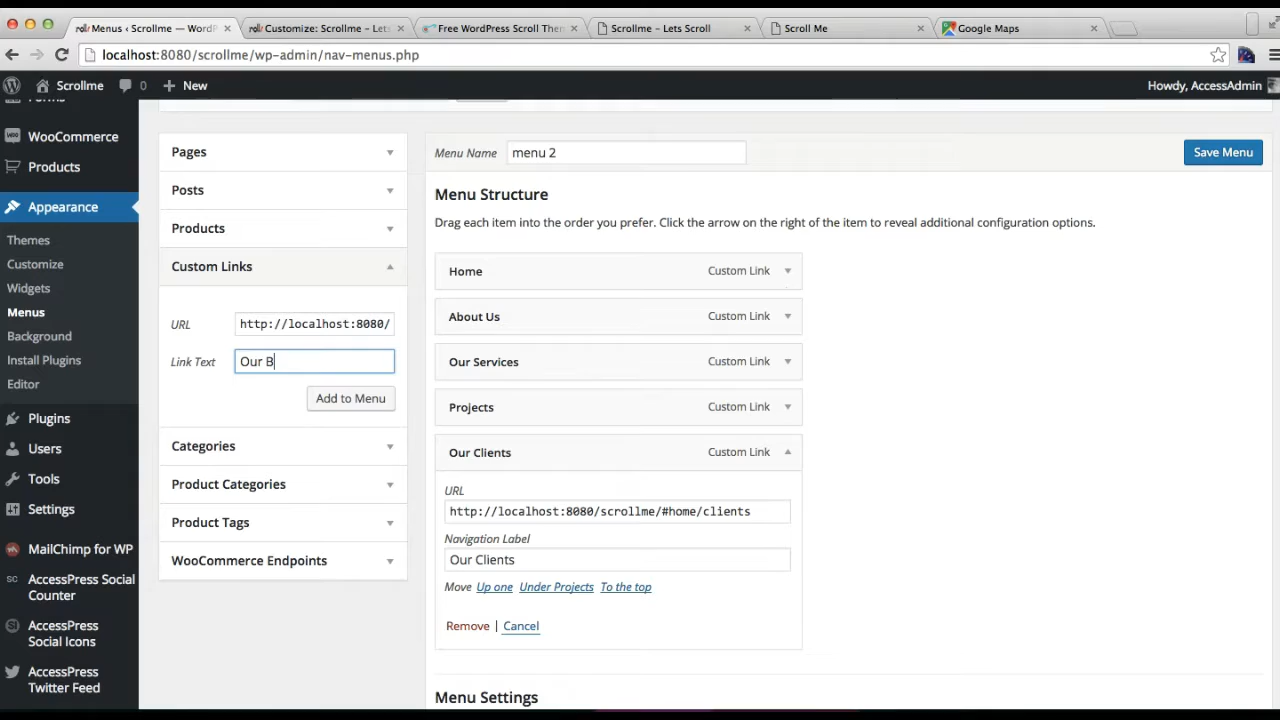 Menus ‹ Scrollme — WordP
Customize: Scrollme - Lets
Free WordPress Scroll Them
Scrollme – Lets Scroll
Scroll Me
Google Maps
localhost:8080/scrollme/wp-admin/nav-menus.php
Scrollme
0
New
Howdy, AccessAdmin
Forms
WooCommerce
Products
Appearance
Themes
Customize
Widgets
Menus
Background
Install Plugins
Editor
Plugins
Users
Tools
Settings
MailChimp for WP
SC
AccessPress Social
Counter
SI
AccessPress
Social Icons
AccessPress
Twitter Feed
Pages
Posts
Products
Custom Links
URL
http://localhost:8080/
Link Text
Our B
Add to Menu
Categories
Product Categories
Product Tags
WooCommerce Endpoints
Menu Name
menu 2
Save Menu
Menu Structure
Drag each item into the order you prefer. Click the arrow on the right of the item to reveal additional configuration options.
Home Custom Link
About Us Custom Link
Our Services Custom Link
Projects Custom Link
Our Clients Custom Link
URL
http://localhost:8080/scrollme/#home/clients
Navigation Label
Our Clients
Move Up one Under Projects To the top
Remove | Cancel
Menu Settings